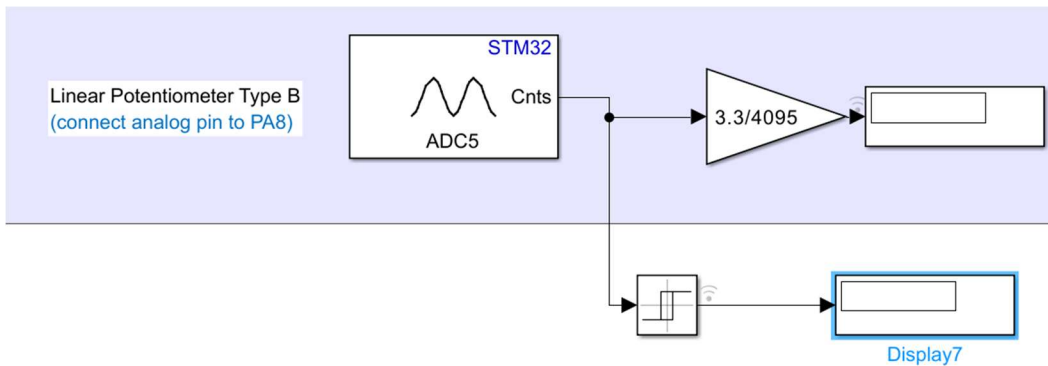 STM32
Linear Potentiometer Type B
(connect analog pin to PA8)
Cnts
ADC5
3.3/4095
Display7